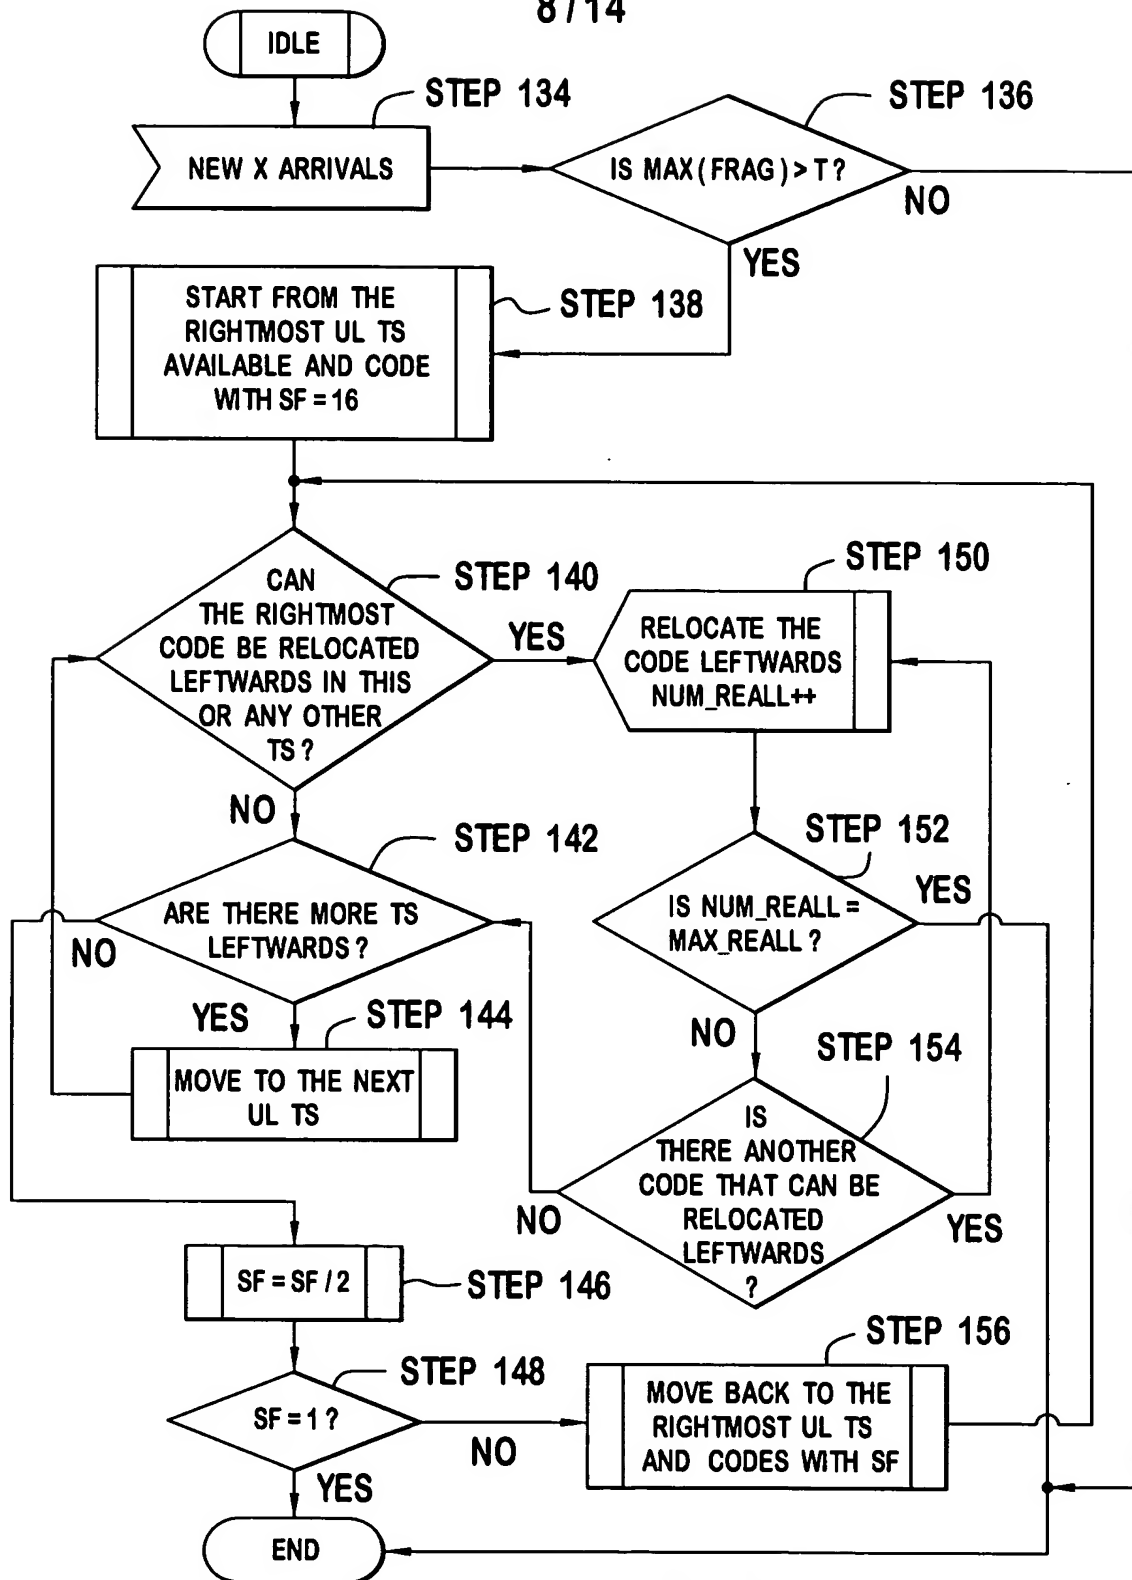 8/14
IDLE
STEP 134
NEW X ARRIVALS
STEP 136
IS MAX(FRAG)>T?
NO
YES
START FROM THE
RIGHTMOST UL TS
AVAILABLE AND CODE
WITH SF=16
STEP 138
CAN
THE RIGHTMOST
CODE BE RELOCATED
LEFTWARDS IN THIS
OR ANY OTHER
TS?
STEP 140
YES
NO
STEP 150
RELOCATE THE
CODE LEFTWARDS
NUM_REALL++
STEP 142
ARE THERE MORE TS
LEFTWARDS?
NO
YES
STEP 152
IS NUM_REALL=
MAX_REALL?
YES
NO
STEP 144
MOVE TO THE NEXT
UL TS
STEP 154
IS
THERE ANOTHER
CODE THAT CAN BE
RELOCATED
LEFTWARDS
?
NO
YES
SF=SF/2
STEP 146
STEP 148
SF=1?
NO
YES
STEP 156
MOVE BACK TO THE
RIGHTMOST UL TS
AND CODES WITH SF
END